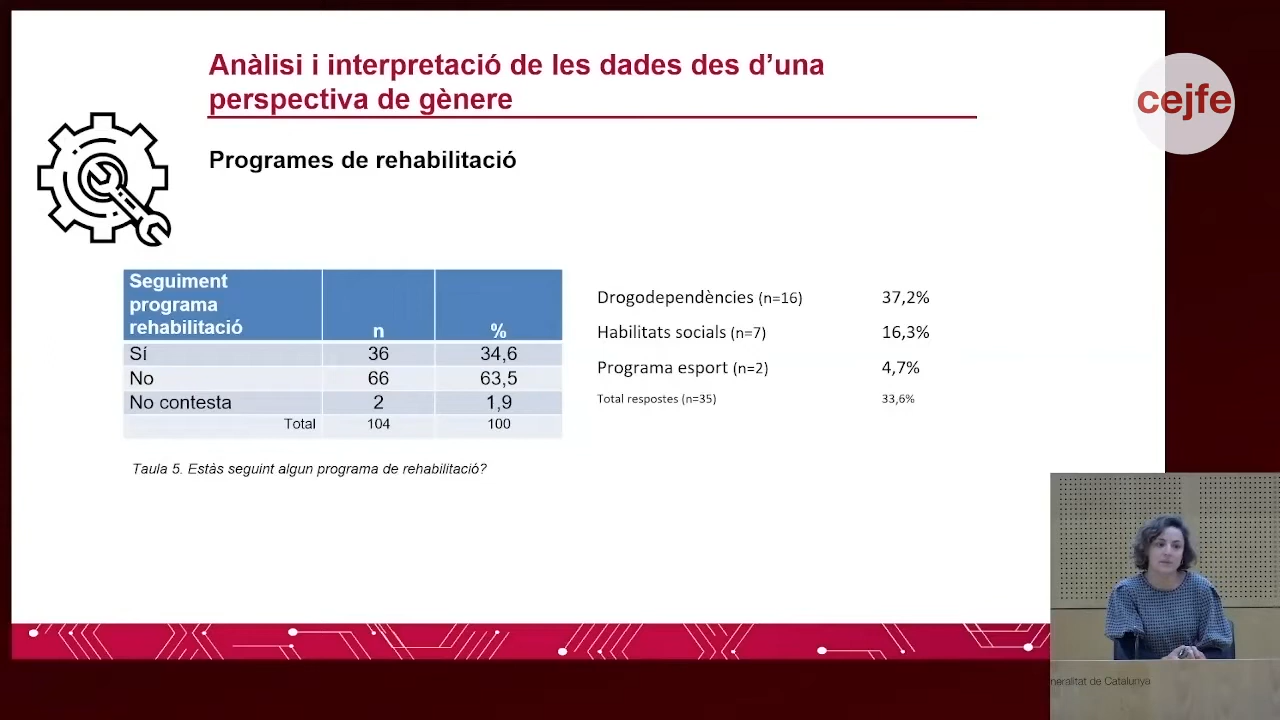 Anàlisi i interpretació de les dades des d’una
perspectiva de gènere
cejfe
Programes de rehabilitació
Seguiment
programa
rehabilitació n %
Sí 36 34,6
No 66 63,5
No contesta 2 1,9
Total 104 100
Drogodependències (n=16) 37,2%
Habilitats socials (n=7) 16,3%
Programa esport (n=2) 4,7%
Total respostes (n=35) 33,6%
Taula 5. Estàs seguint algun programa de rehabilitació?
neralitat de Catalunya